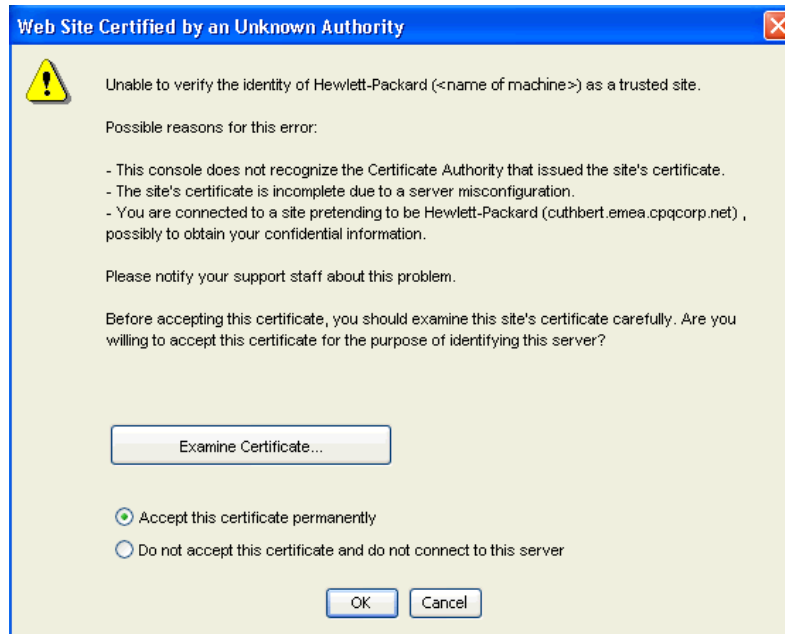 Web Site Certified by an Unknown Authority
Unable to verify the identity of Hewlett-Packard (<name of machine>) as a trusted site.
Possible reasons for this error:
- This console does not recognize the Certificate Authority that issued the site's certificate.
- The site's certificate is incomplete due to a server misconfiguration.
- You are connected to a site pretending to be Hewlett-Packard (cuthbert.emea.cpqcorp.net) ,
possibly to obtain your confidential information.
Please notify your support staff about this problem.
Before accepting this certificate, you should examine this site's certificate carefully. Are you
willing to accept this certificate for the purpose of identifying this server?
Examine Certificate...
Accept this certificate permanently
Do not accept this certificate and do not connect to this server
OK Cancel